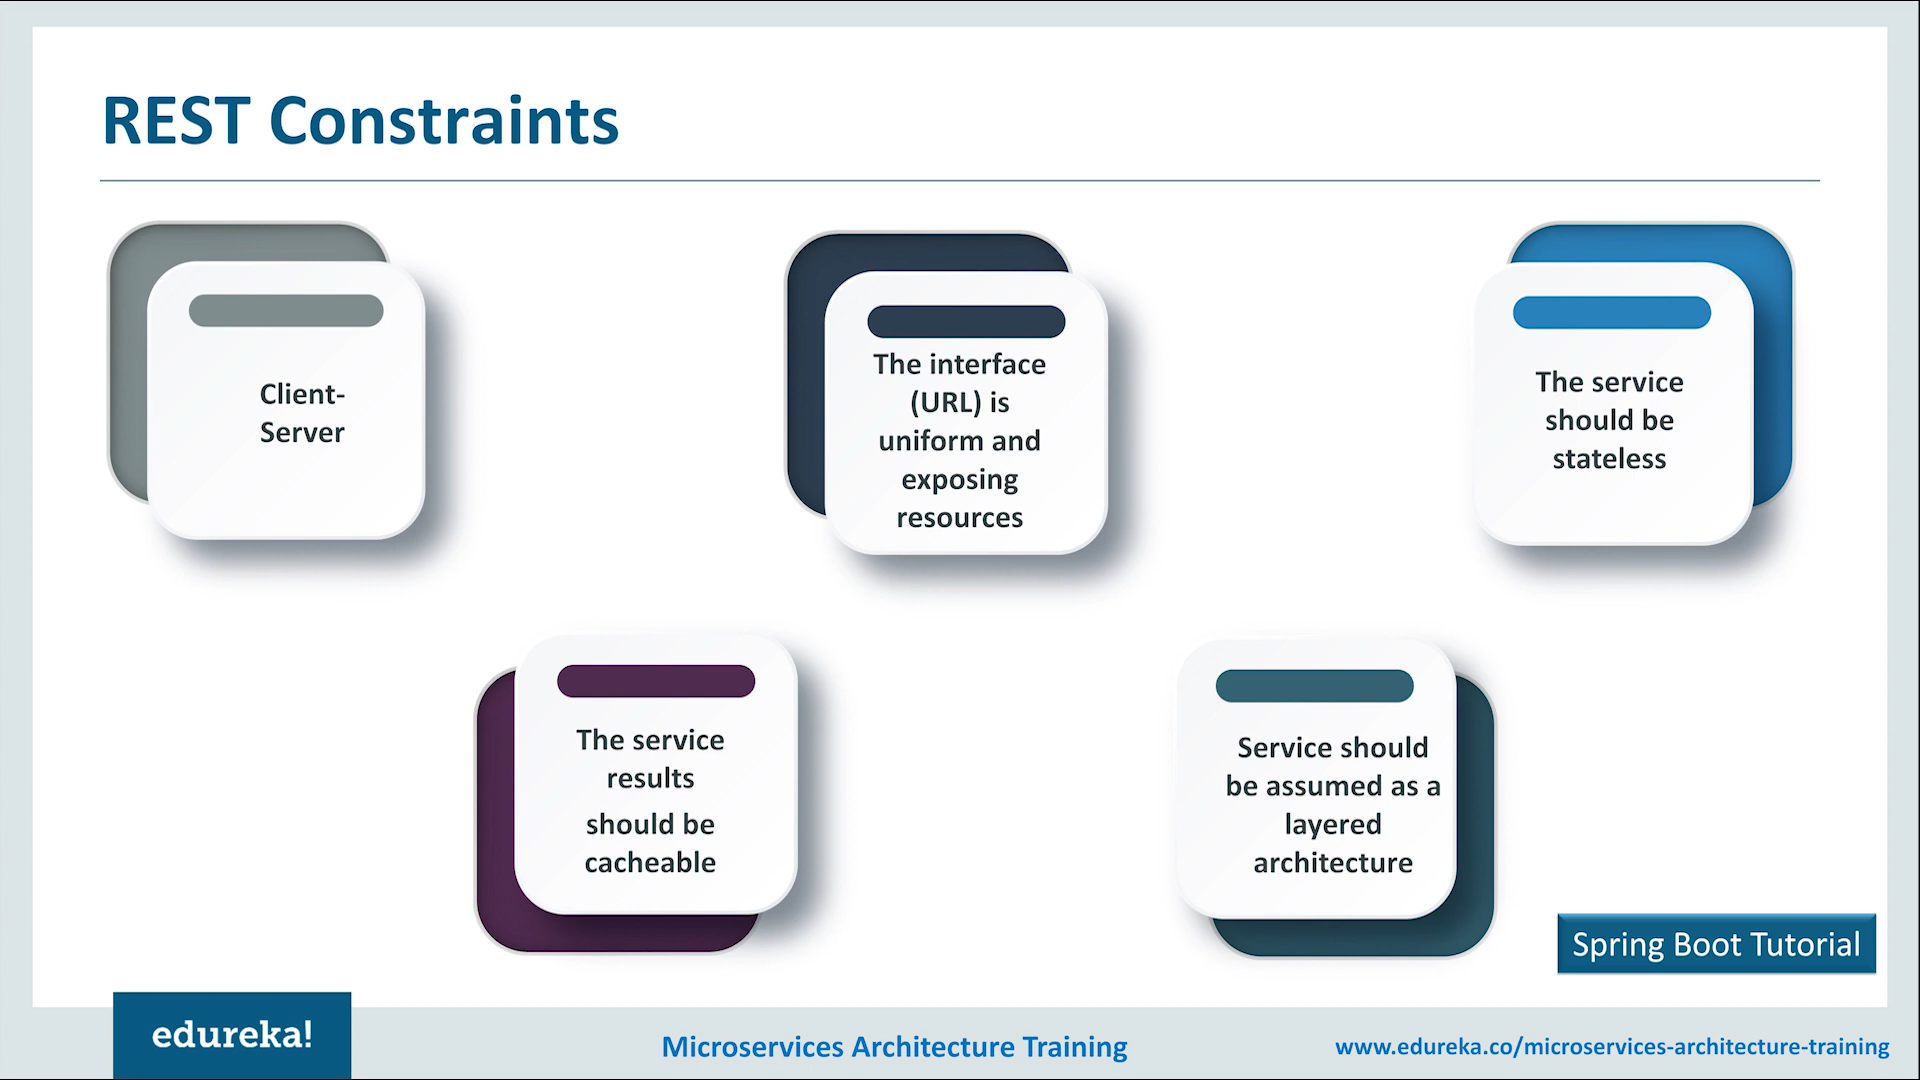 REST Constraints
Client-
Server
The interface
(URL) is
uniform and
exposing
resources
The service
should be
stateless
The service
results
should be
cacheable
Service should
be assumed as a
layered
architecture
Spring Boot Tutorial
edureka!
Microservices Architecture Training
www.edureka.co/microservices-architecture-training